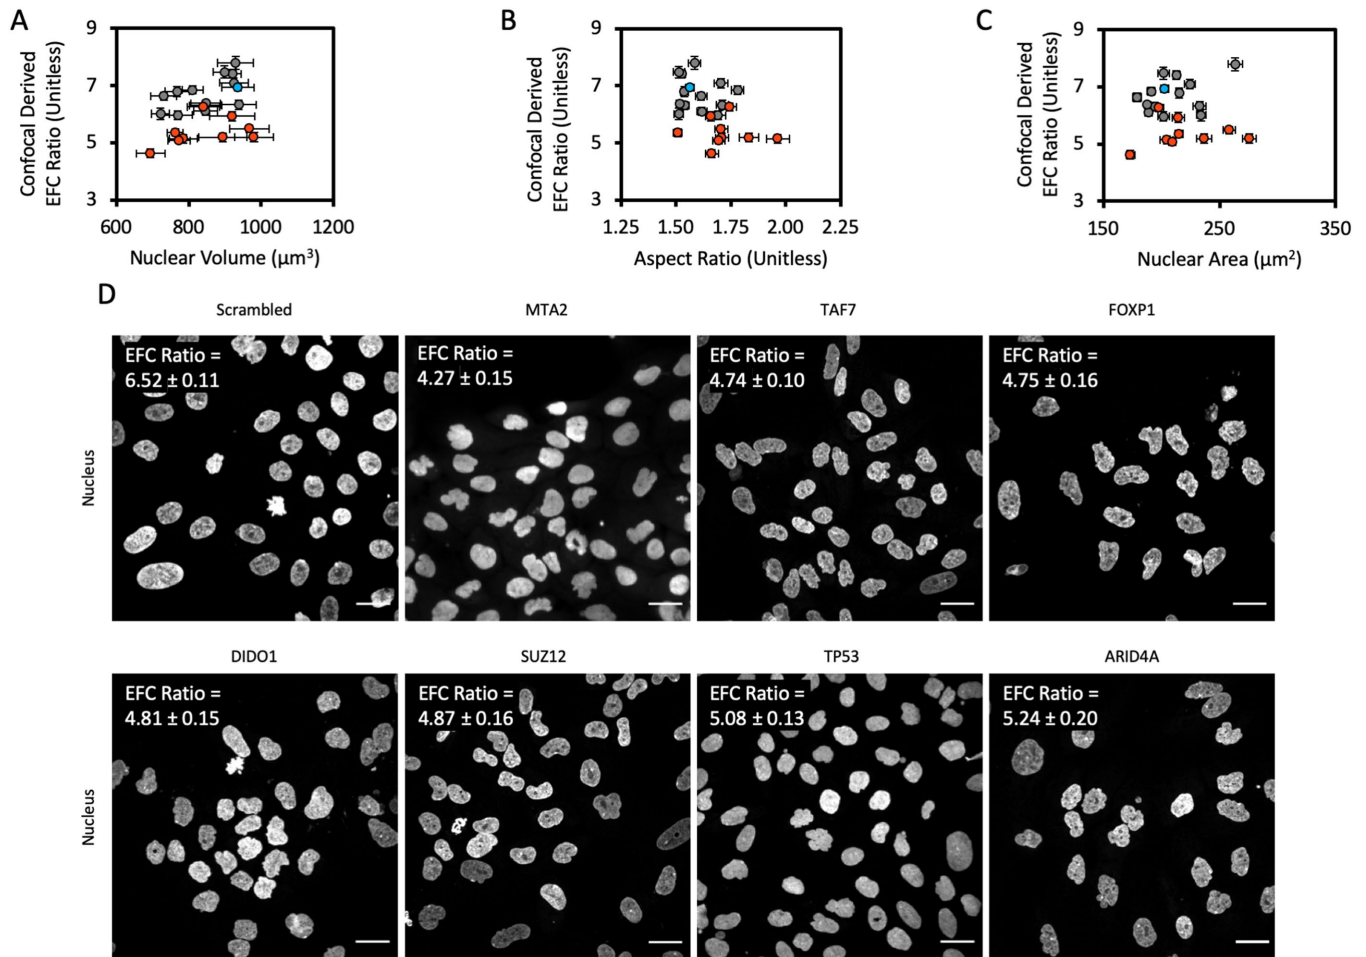 A
Confocal Derived
EFC Ratio (Unitless)
9
7
5
3
600
800
1000
1200
Nuclear Volume (μm³)
B
Confocal Derived
EFC Ratio (Unitless)
9
7
5
3
1.25
1.50
1.75
2.00
2.25
Aspect Ratio (Unitless)
C
Confocal Derived
EFC Ratio (Unitless)
9
7
5
3
150
250
350
Nuclear Area (μm²)
D
Scrambled
MTA2
TAF7
FOXP1
Nucleus
EFC Ratio =
6.52 ± 0.11
EFC Ratio =
4.27 ± 0.15
EFC Ratio =
4.74 ± 0.10
EFC Ratio =
4.75 ± 0.16
DIDO1
SUZ12
TP53
ARID4A
Nucleus
EFC Ratio =
4.81 ± 0.15
EFC Ratio =
4.87 ± 0.16
EFC Ratio =
5.08 ± 0.13
EFC Ratio =
5.24 ± 0.20